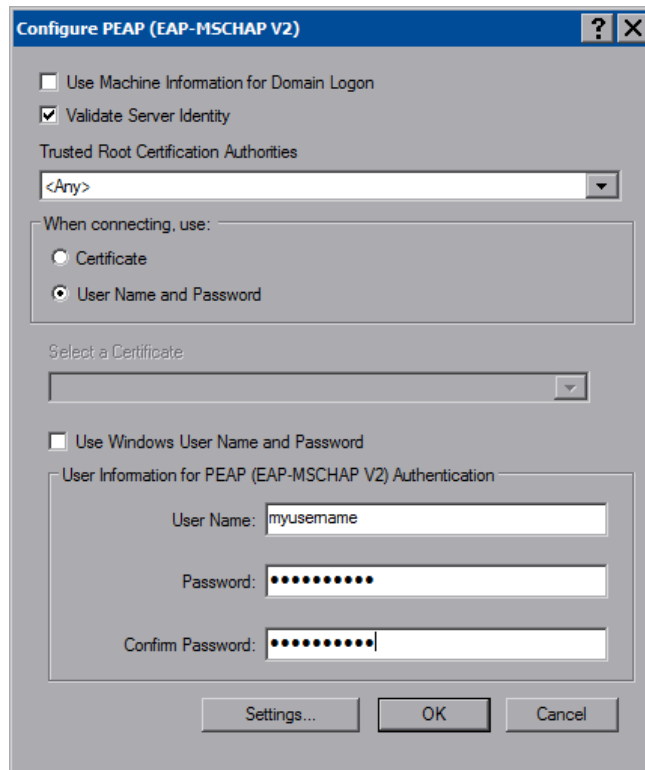 Configure PEAP (EAP-MSCHAP V2)
Use Machine Information for Domain Logon
Validate Server Identity
Trusted Root Certification Authorities
<Any>
When connecting, use:
Certificate
User Name and Password
Select a Certificate
Use Windows User Name and Password
User Information for PEAP (EAP-MSCHAP V2) Authentication
User Name: myusername
Password: ●●●●●●●●●●
Confirm Password: ●●●●●●●●●●
Settings... OK Cancel